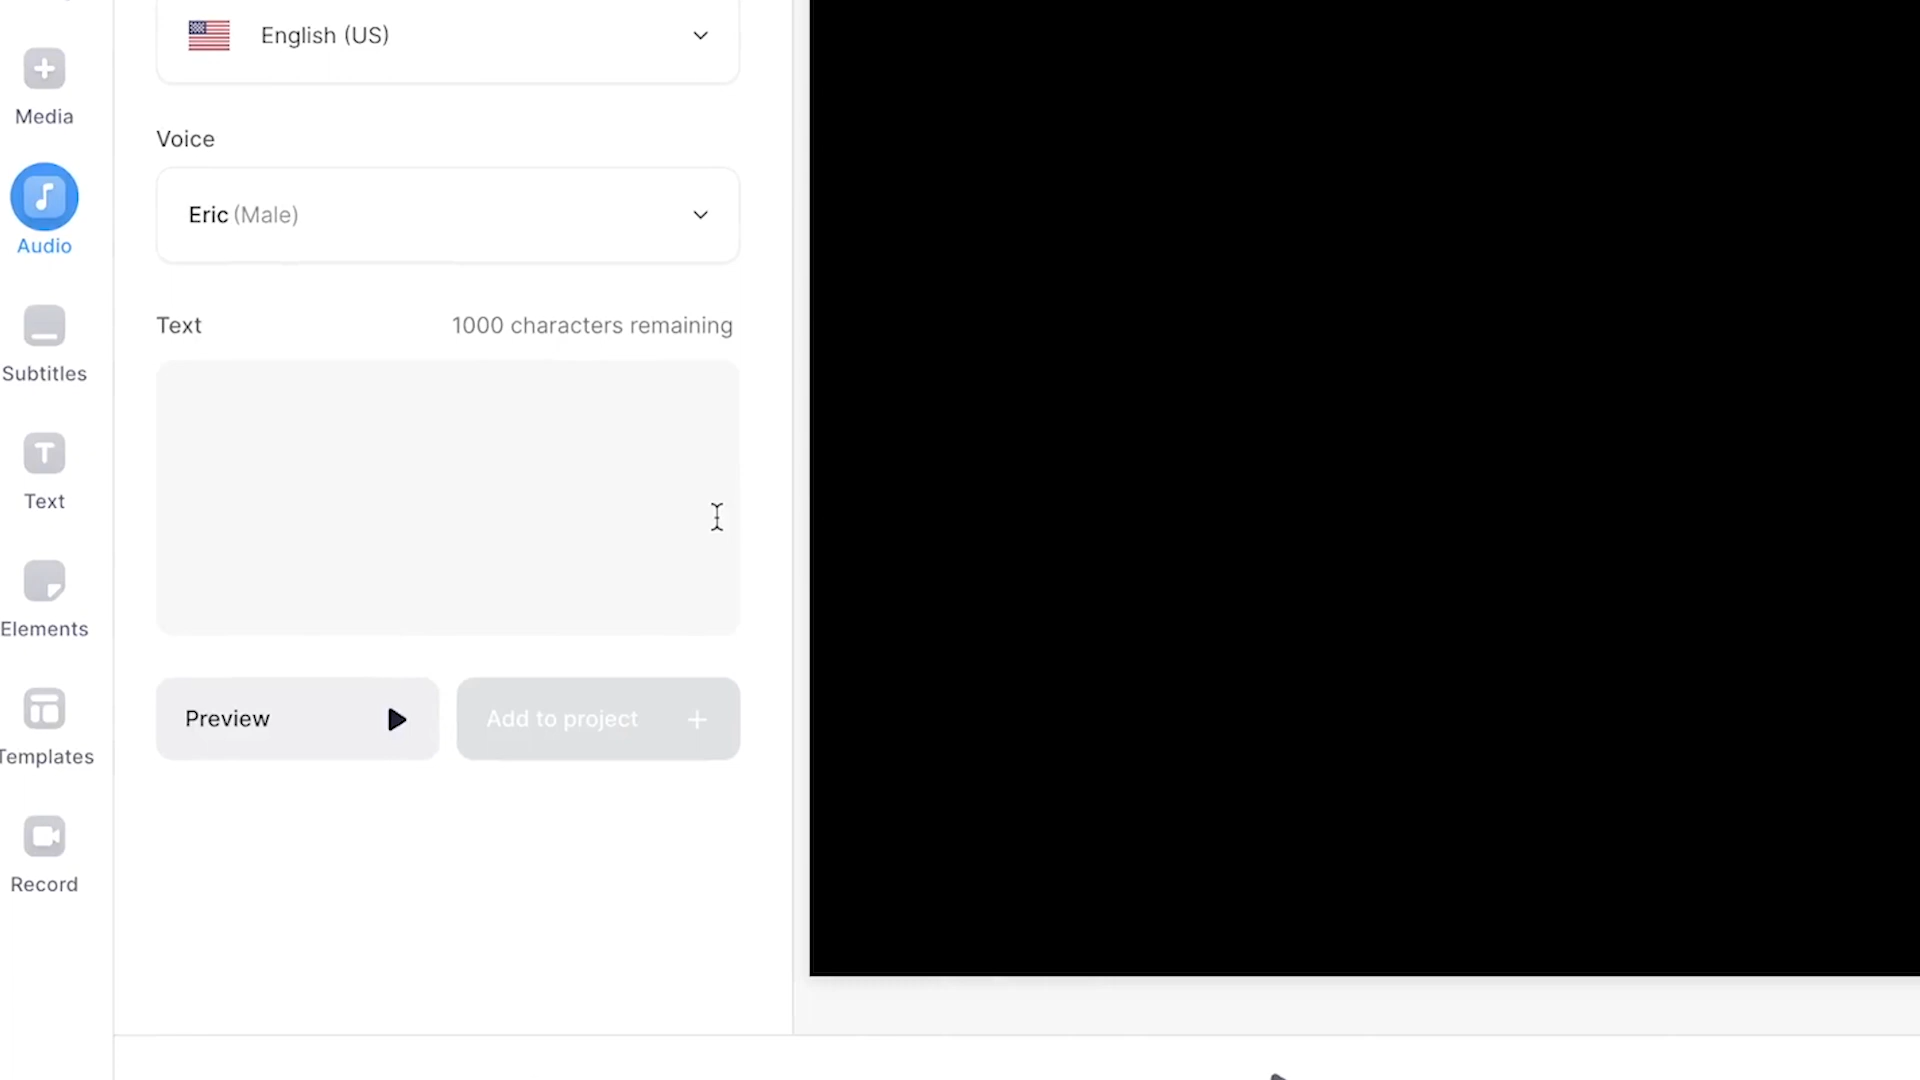 English (US)
Media
Voice
Eric (Male)
Audio
Text
1000 characters remaining
Subtitles
Text
Elements
Preview
Add to project
Templates
Record